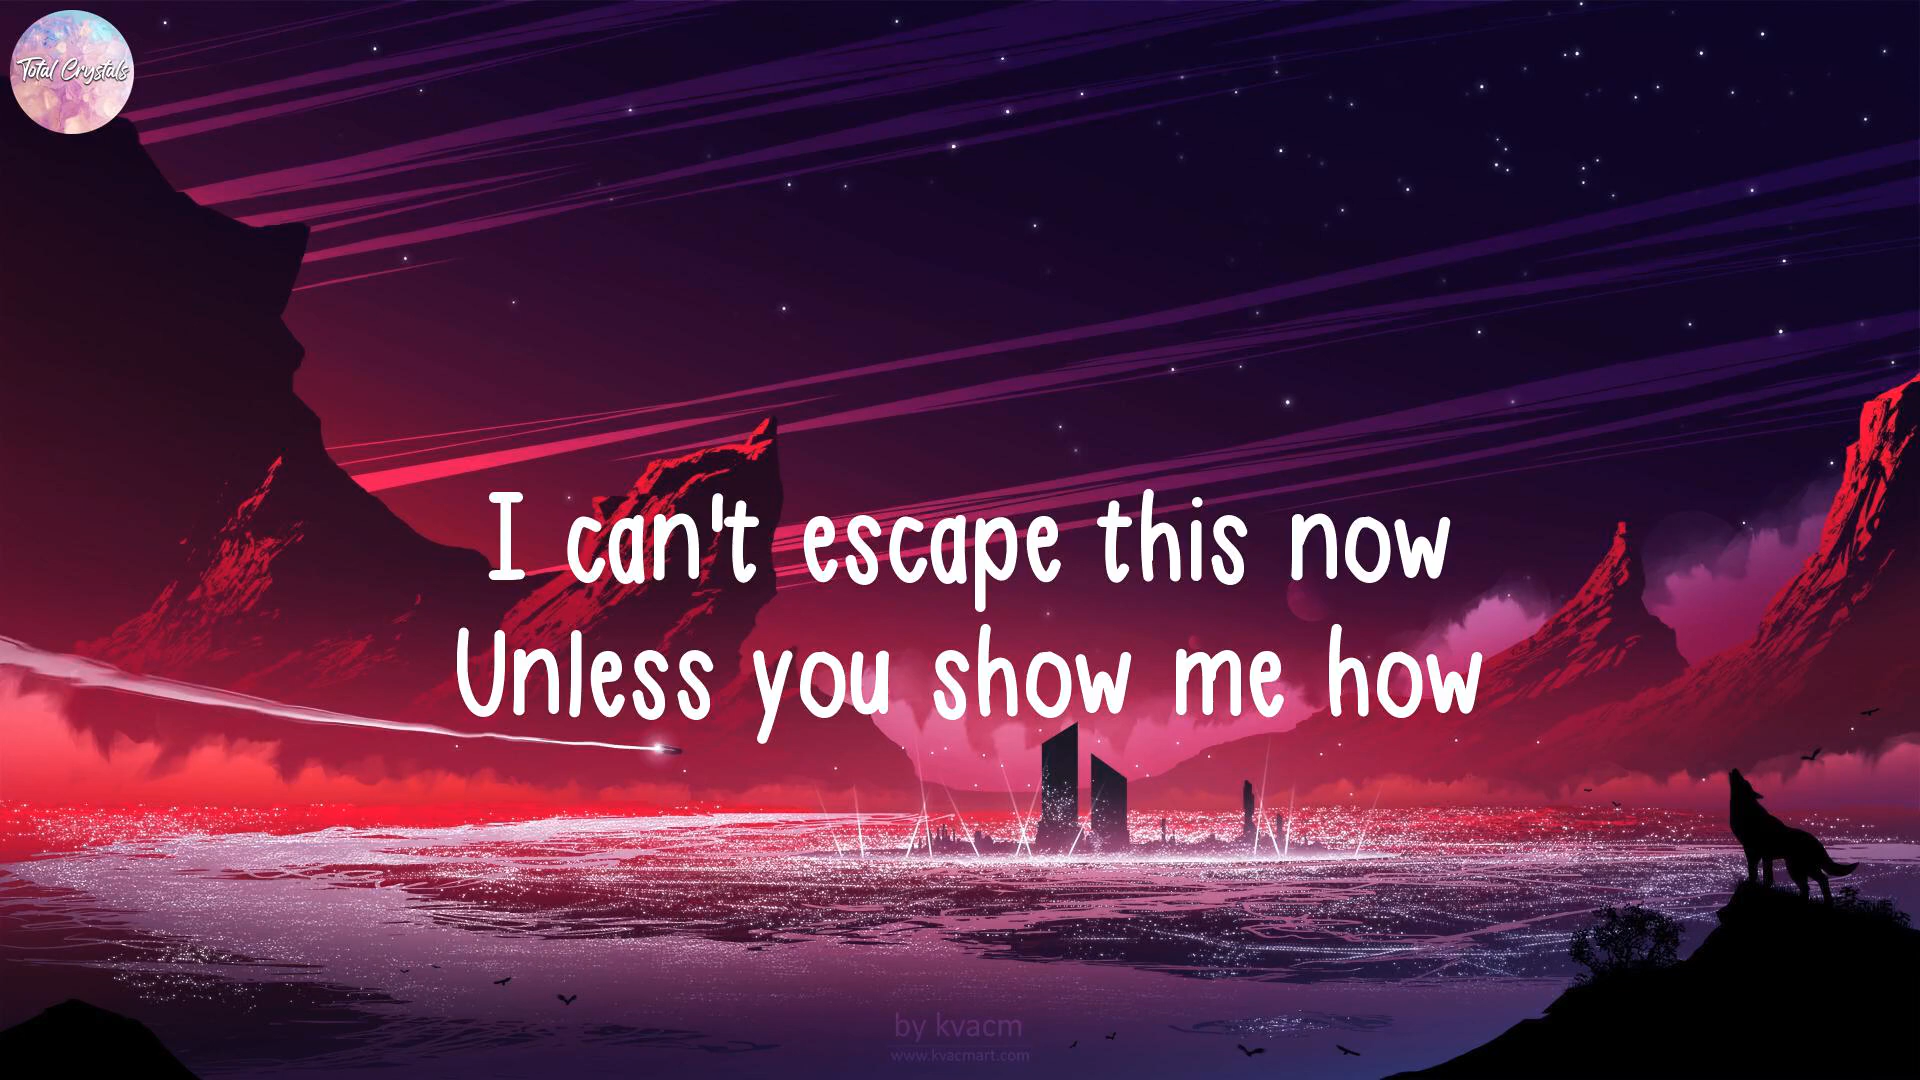 Total Crystals
I can't escape this now
Unless you show me how
by kvacm
www.kvacmart.com